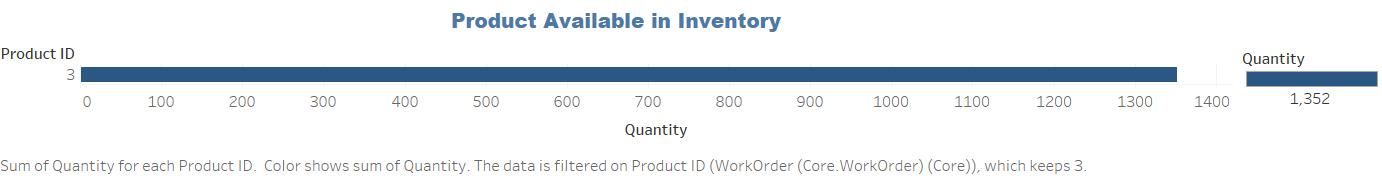 Product Available in Inventory
Product ID
3
0 100 200 300 400 500 600 700 800 900 1000 1100 1200 1300 1400
Quantity
Quantity
1,352
Sum of Quantity for each Product ID.  Color shows sum of Quantity. The data is filtered on Product ID (WorkOrder (Core.WorkOrder) (Core)), which keeps 3.